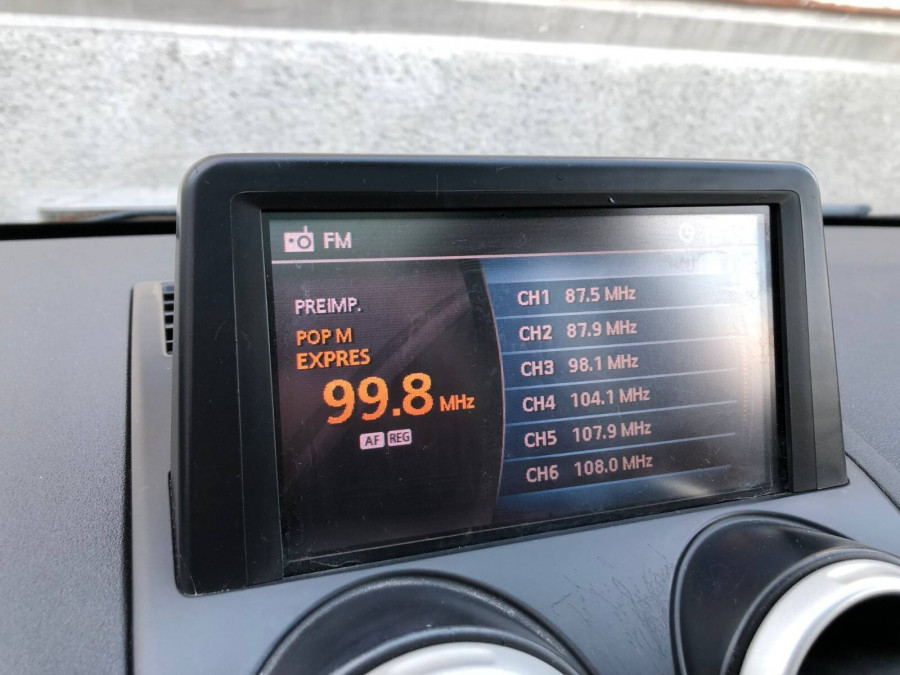 FM
PREIMP.
POP M
EXPRES
99.8 MHz
AF REG
CH1 87.5 MHz
CH2 87.9 MHz
CH3 98.1 MHz
CH4 104.1 MHz
CH5 107.9 MHz
CH6 108.0 MHz